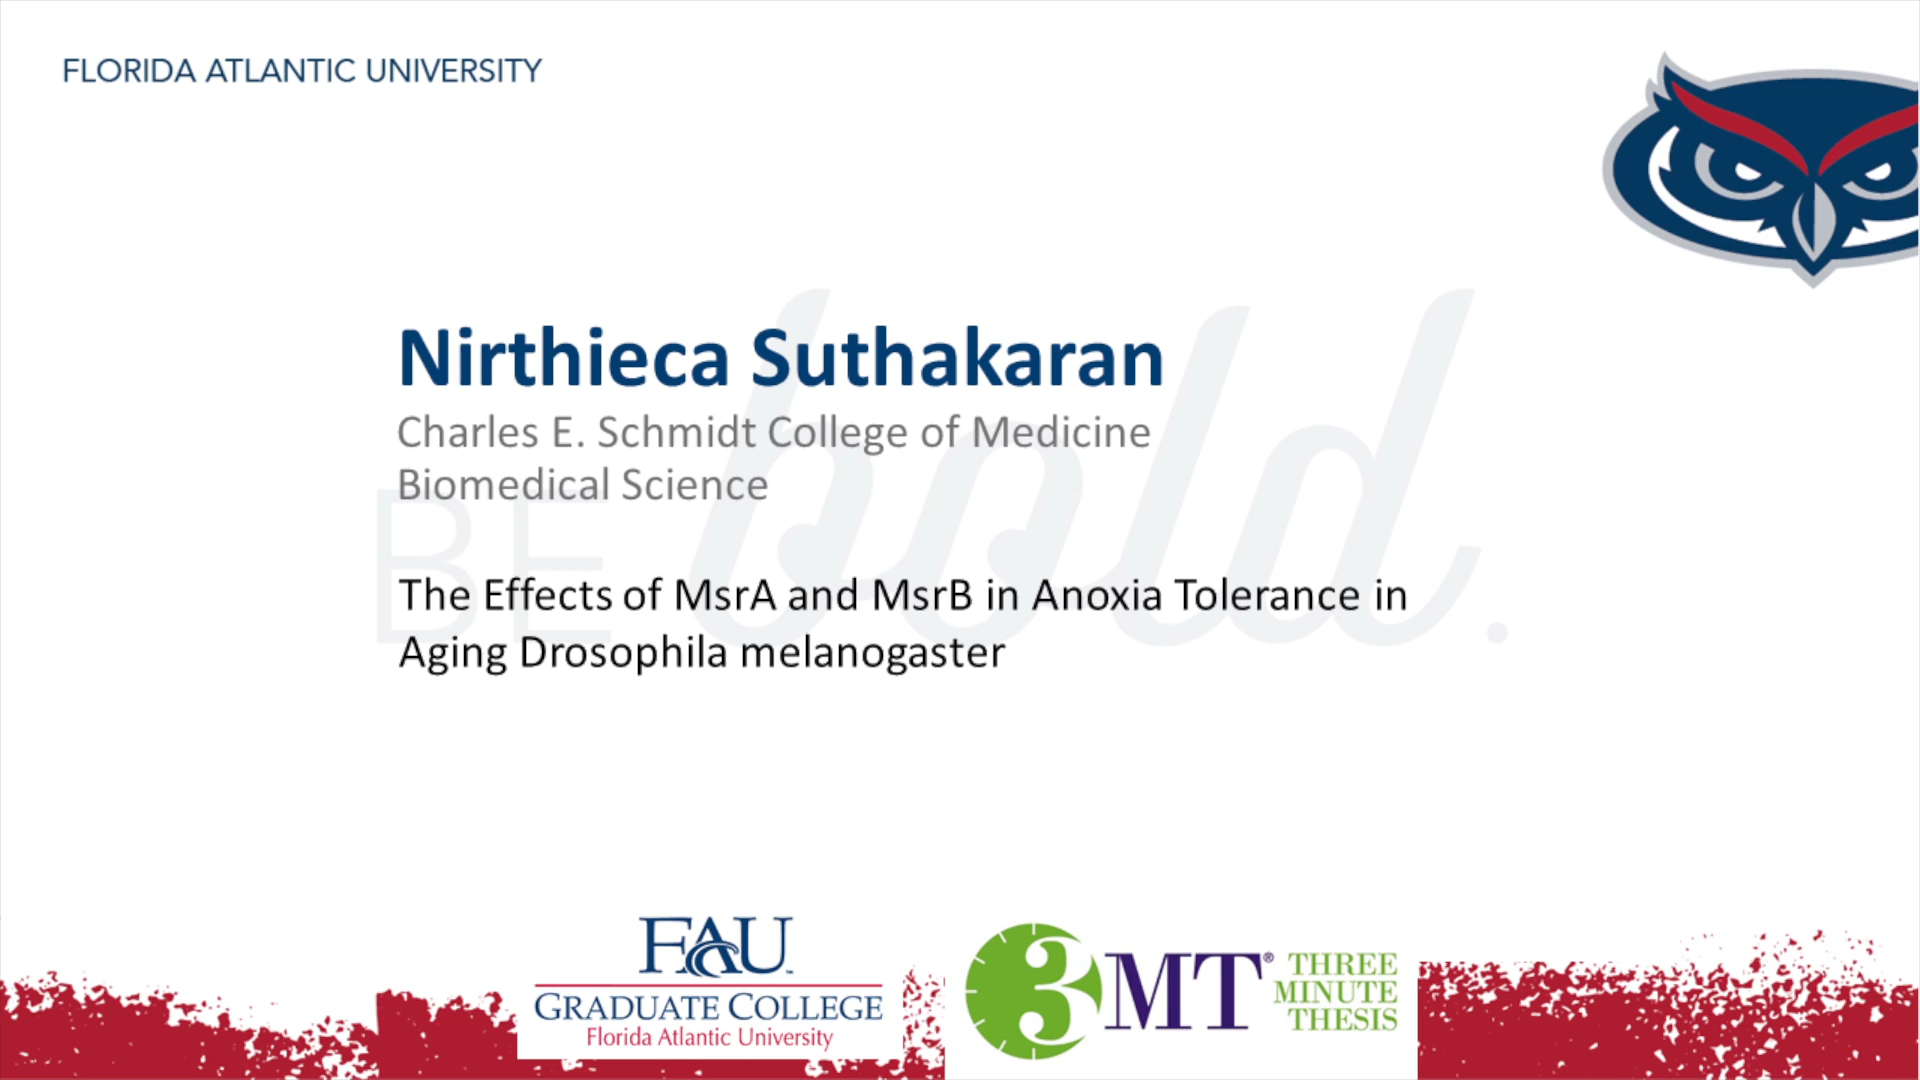 FLORIDA ATLANTIC UNIVERSITY
Nirthieca Suthakaran
Charles E. Schmidt College of Medicine
Biomedical Science
BE bold.
The Effects of MsrA and MsrB in Anoxia Tolerance in
Aging Drosophila melanogaster
FAU
GRADUATE COLLEGE
Florida Atlantic University
3MT® THREE
MINUTE
THESIS